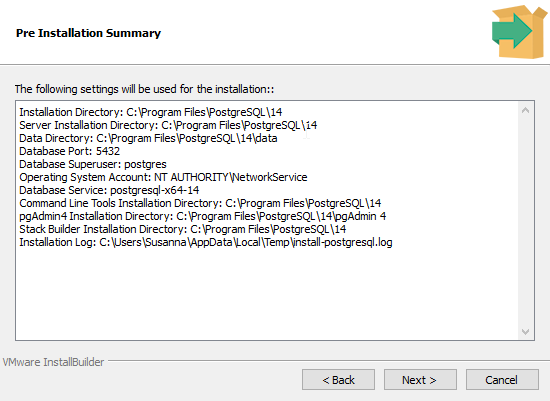 Pre Installation Summary
The following settings will be used for the installation::
Installation Directory: C:\Program Files\PostgreSQL\14
Server Installation Directory: C:\Program Files\PostgreSQL\14
Data Directory: C:\Program Files\PostgreSQL\14\data
Database Port: 5432
Database Superuser: postgres
Operating System Account: NT AUTHORITY\NetworkService
Database Service: postgresql-x64-14
Command Line Tools Installation Directory: C:\Program Files\PostgreSQL\14
pgAdmin4 Installation Directory: C:\Program Files\PostgreSQL\14\pgAdmin 4
Stack Builder Installation Directory: C:\Program Files\PostgreSQL\14
Installation Log: C:\Users\Susanna\AppData\Local\Temp\install-postgresql.log
VMware InstallBuilder
< Back Next > Cancel